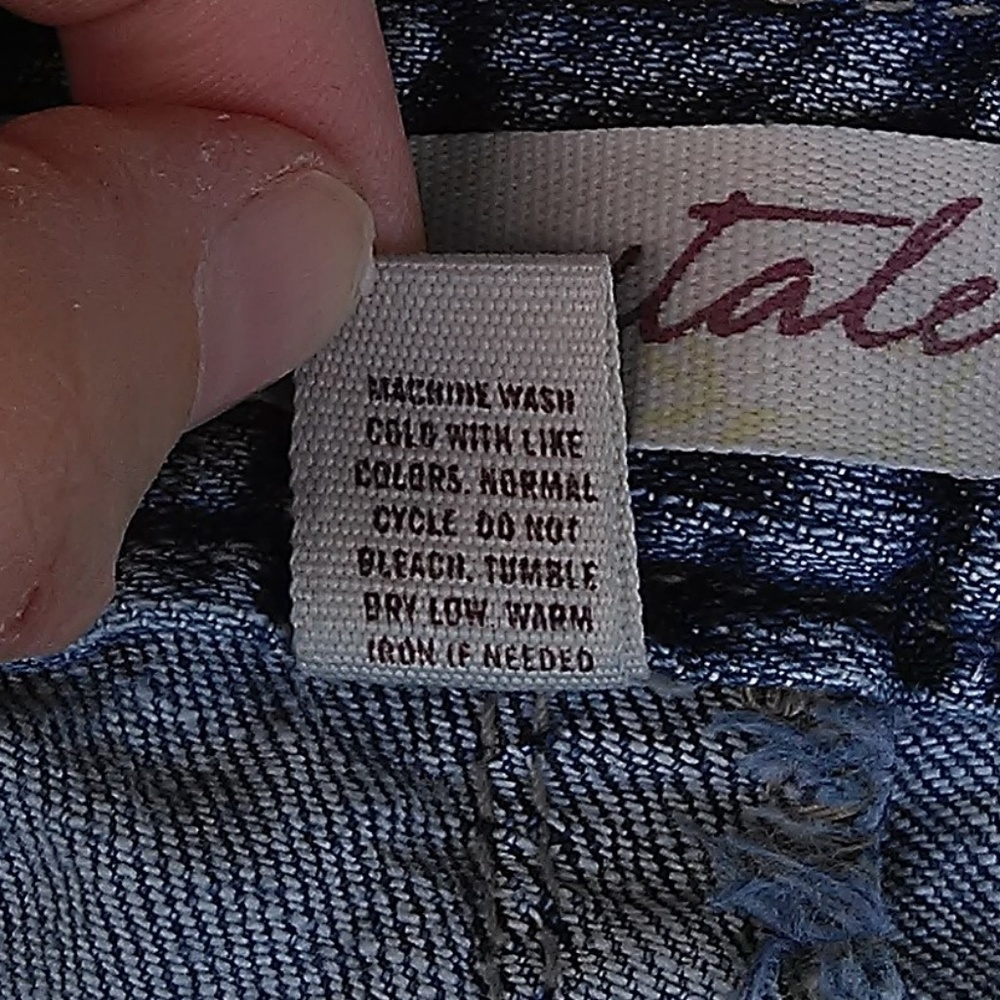 tale
MACHINE WASH
COLD WITH LIKE
COLORS. NORMAL
CYCLE DO NOT
BLEACH. TUMBLE
DRY LOW. WARM
IRON IF NEEDED